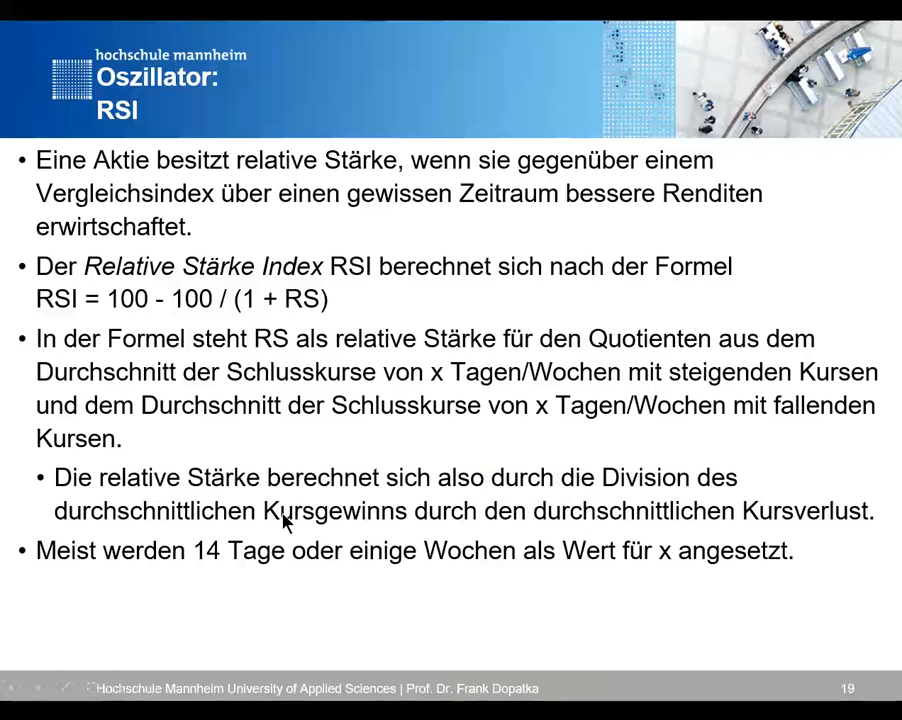 hochschule mannheim
Oszillator:
RSI
• Eine Aktie besitzt relative Stärke, wenn sie gegenüber einem
Vergleichsindex über einen gewissen Zeitraum bessere Renditen
erwirtschaftet.
• Der Relative Stärke Index RSI berechnet sich nach der Formel
RSI = 100 - 100 / (1 + RS)
• In der Formel steht RS als relative Stärke für den Quotienten aus dem
Durchschnitt der Schlusskurse von x Tagen/Wochen mit steigenden Kursen
und dem Durchschnitt der Schlusskurse von x Tagen/Wochen mit fallenden
Kursen.
• Die relative Stärke berechnet sich also durch die Division des
durchschnittlichen Kursgewinns durch den durchschnittlichen Kursverlust.
• Meist werden 14 Tage oder einige Wochen als Wert für x angesetzt.
Hochschule Mannheim University of Applied Sciences | Prof. Dr. Frank Dopatka 19